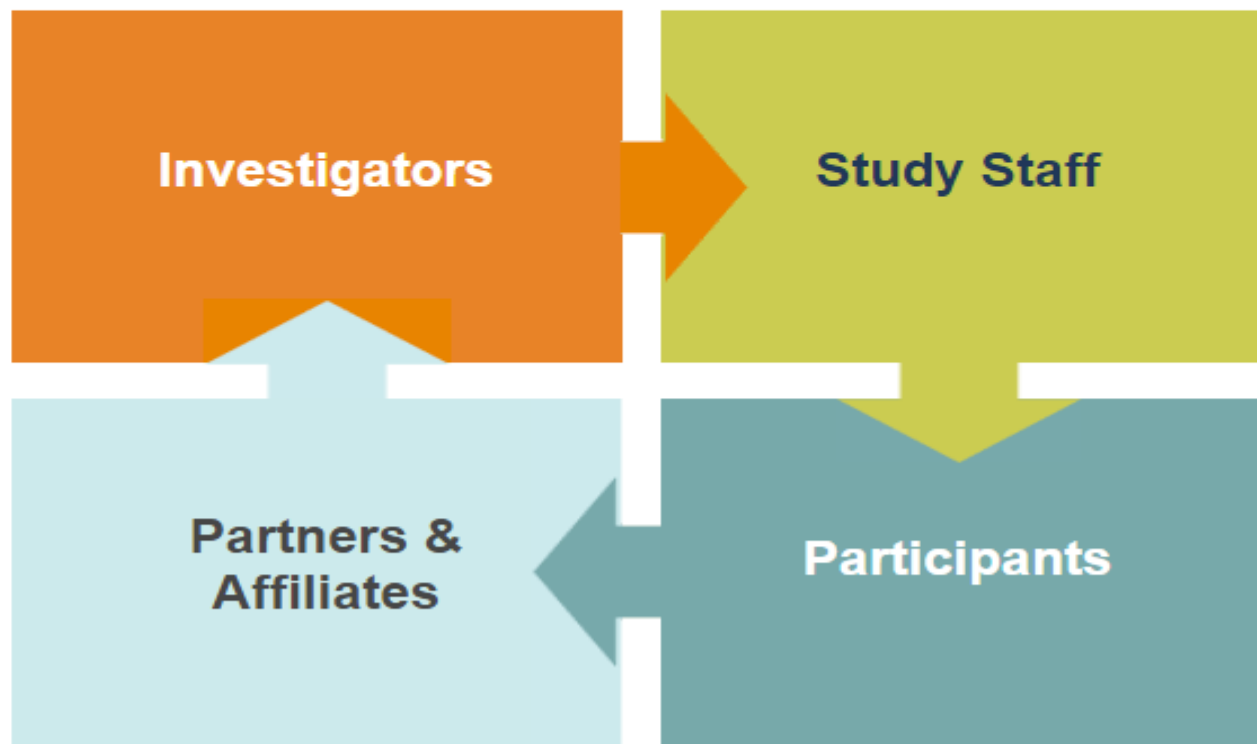 Investigators
Study Staff
Partners &
Affiliates
Participants